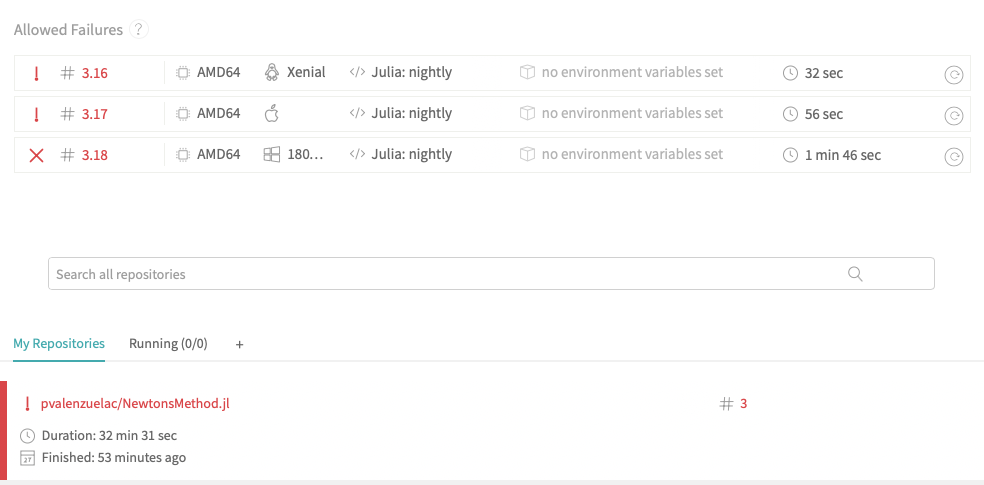 Allowed Failures ?
! # 3.16 AMD64 Xenial </> Julia: nightly no environment variables set 32 sec
! # 3.17 AMD64 </> Julia: nightly no environment variables set 56 sec
# 3.18 AMD64 180… </> Julia: nightly no environment variables set 1 min 46 sec
Search all repositories
My Repositories Running (0/0) +
! pvalenzuelac/NewtonsMethod.jl # 3
Duration: 32 min 31 sec
27 Finished: 53 minutes ago